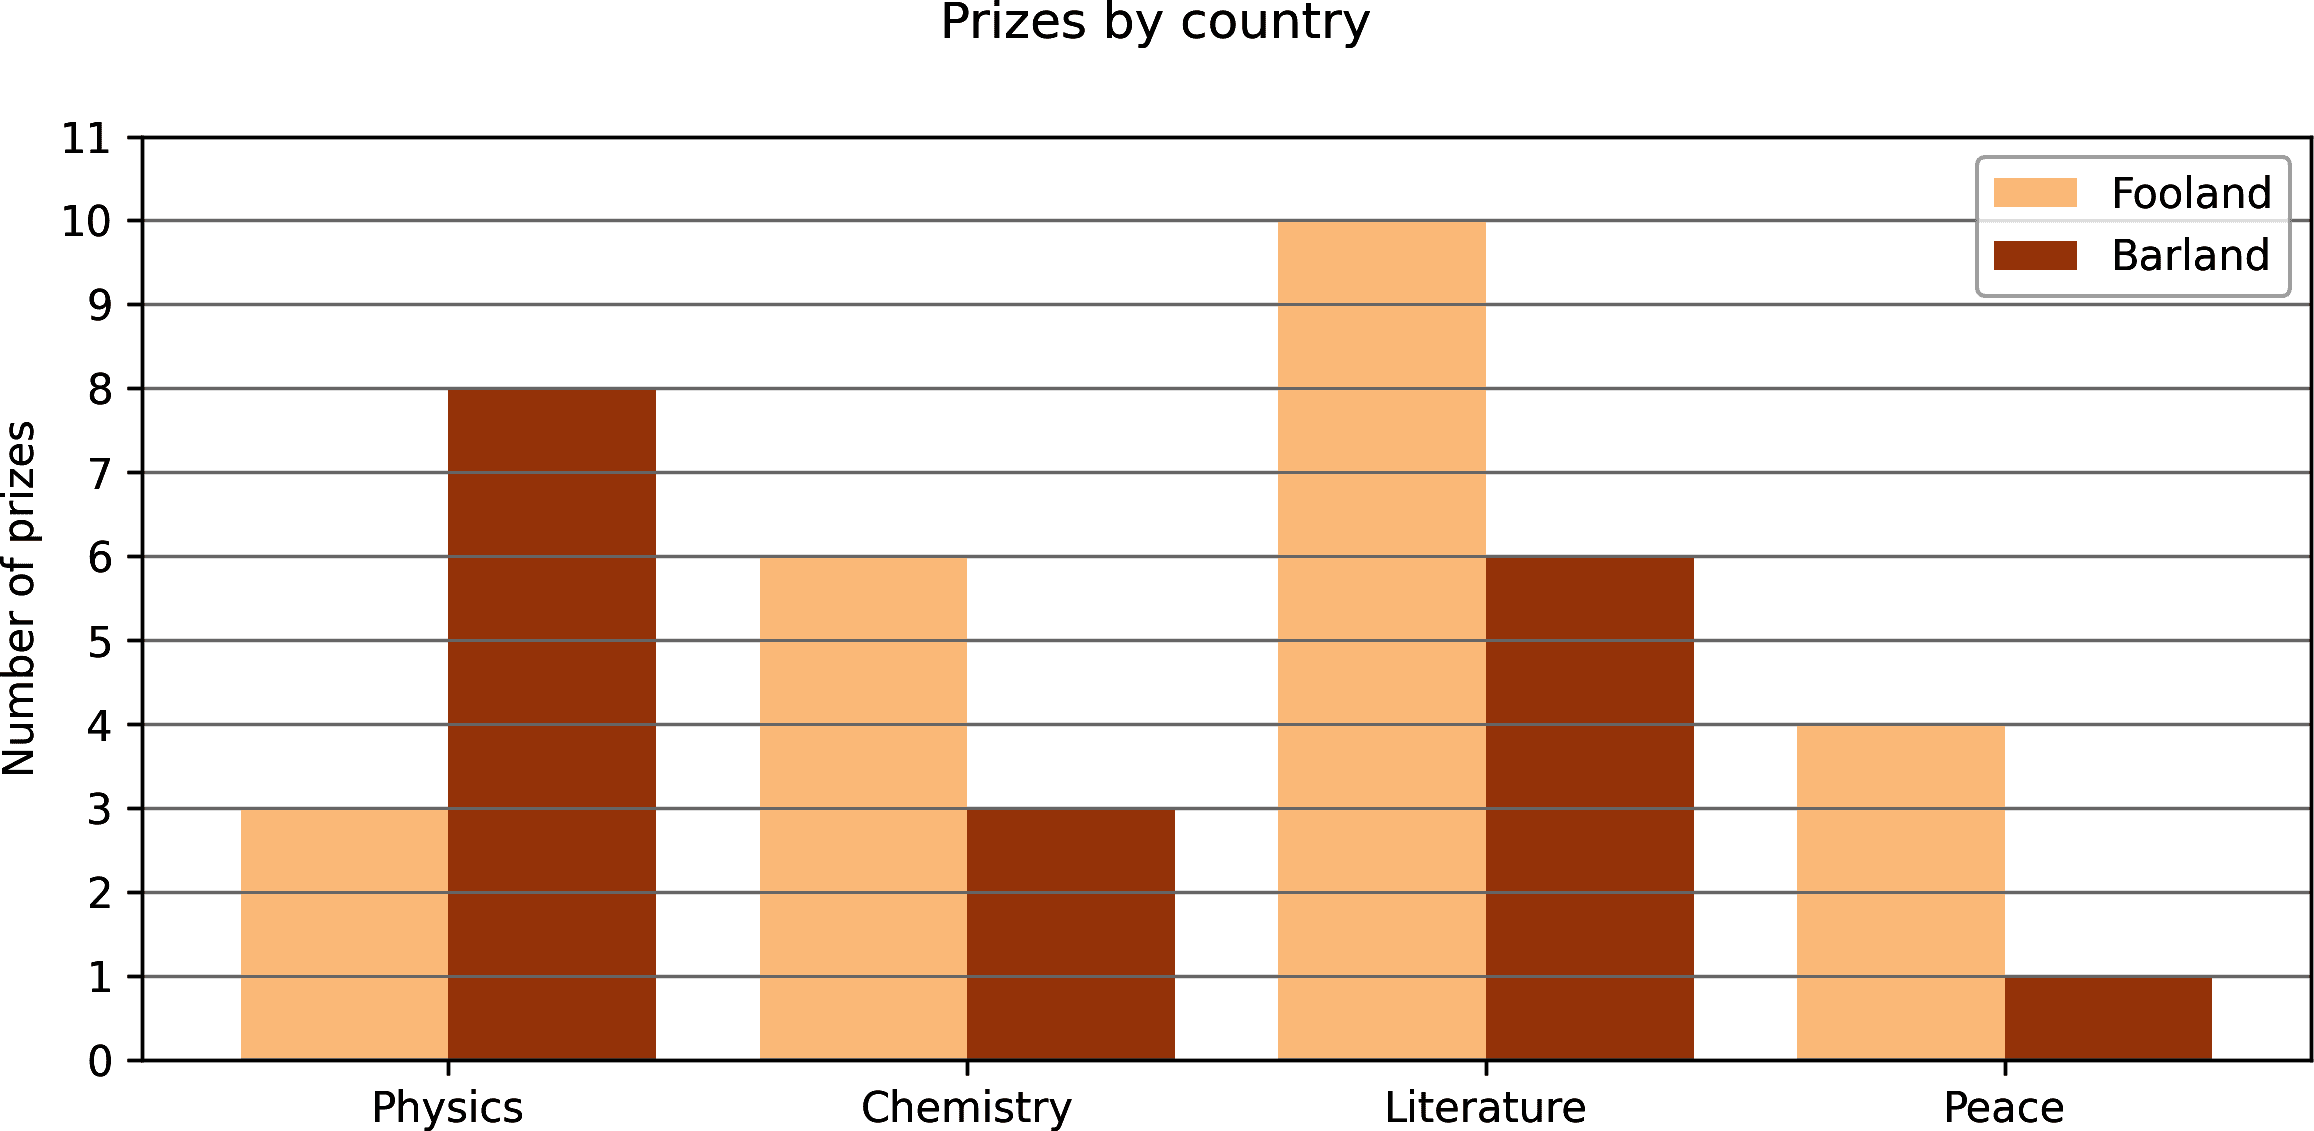 Prizes by country
Number of prizes
11
10
9
8
7
6
5
4
3
2
1
0
Fooland
Barland
Physics
Chemistry
Literature
Peace